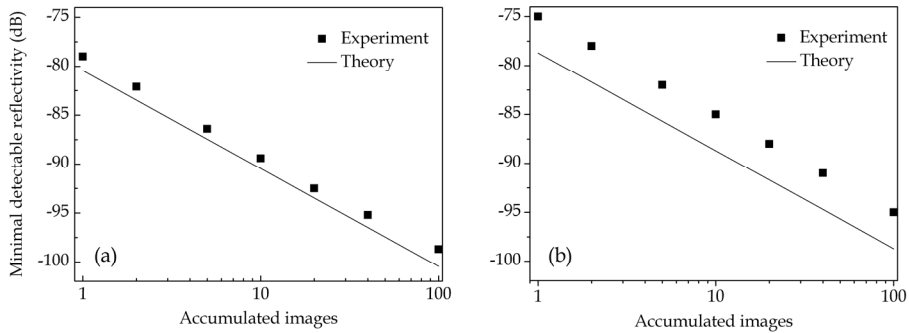 Minimal detectable reflectivity (dB)
-75
-80
-85
-90
-95
-100
Experiment
Theory
(a)
1
10
100
Accumulated images
-75
-80
-85
-90
-95
-100
Experiment
Theory
(b)
1
10
100
Accumulated images